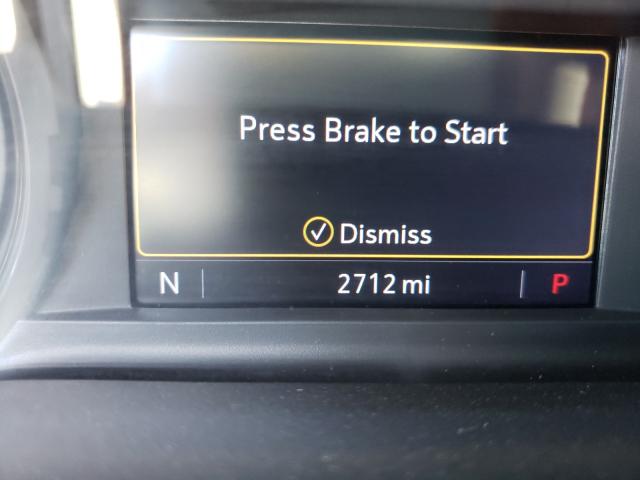 Press Brake to Start
Dismiss
N 2712 mi P